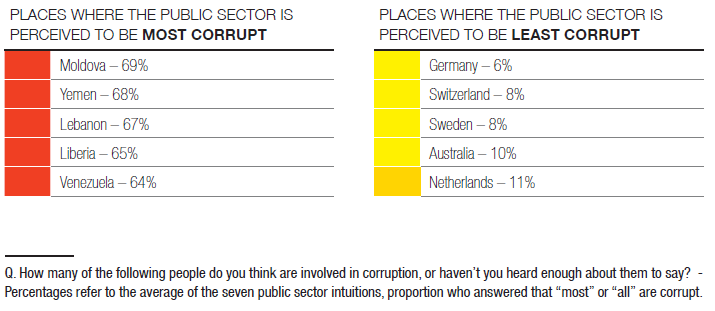 PLACES WHERE THE PUBLIC SECTOR IS
PERCEIVED TO BE MOST CORRUPT
Moldova – 69%
Yemen – 68%
Lebanon – 67%
Liberia – 65%
Venezuela – 64%
PLACES WHERE THE PUBLIC SECTOR IS
PERCEIVED TO BE LEAST CORRUPT
Germany – 6%
Switzerland – 8%
Sweden – 8%
Australia – 10%
Netherlands – 11%
Q. How many of the following people do you think are involved in corruption, or haven’t you heard enough about them to say? -
Percentages refer to the average of the seven public sector intuitions, proportion who answered that “most” or “all” are corrupt.